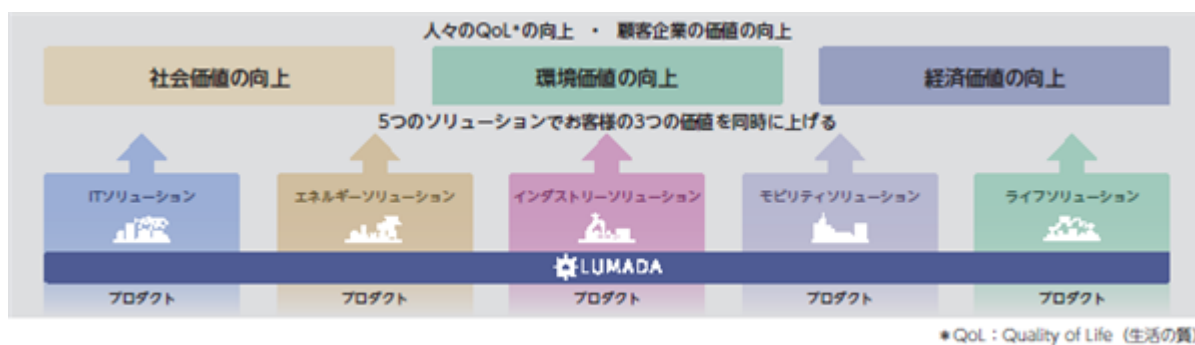 人々のQoL*の向上 ・ 顧客企業の価値の向上
社会価値の向上
環境価値の向上
経済価値の向上
5つのソリューションでお客様の3つの価値を同時に上げる
ITソリューション
エネルギーソリューション
インダストリーソリューション
モビリティソリューション
ライフソリューション
LUMADA
プロダクト
プロダクト
プロダクト
プロダクト
プロダクト
*QoL：Quality of Life（生活の質）